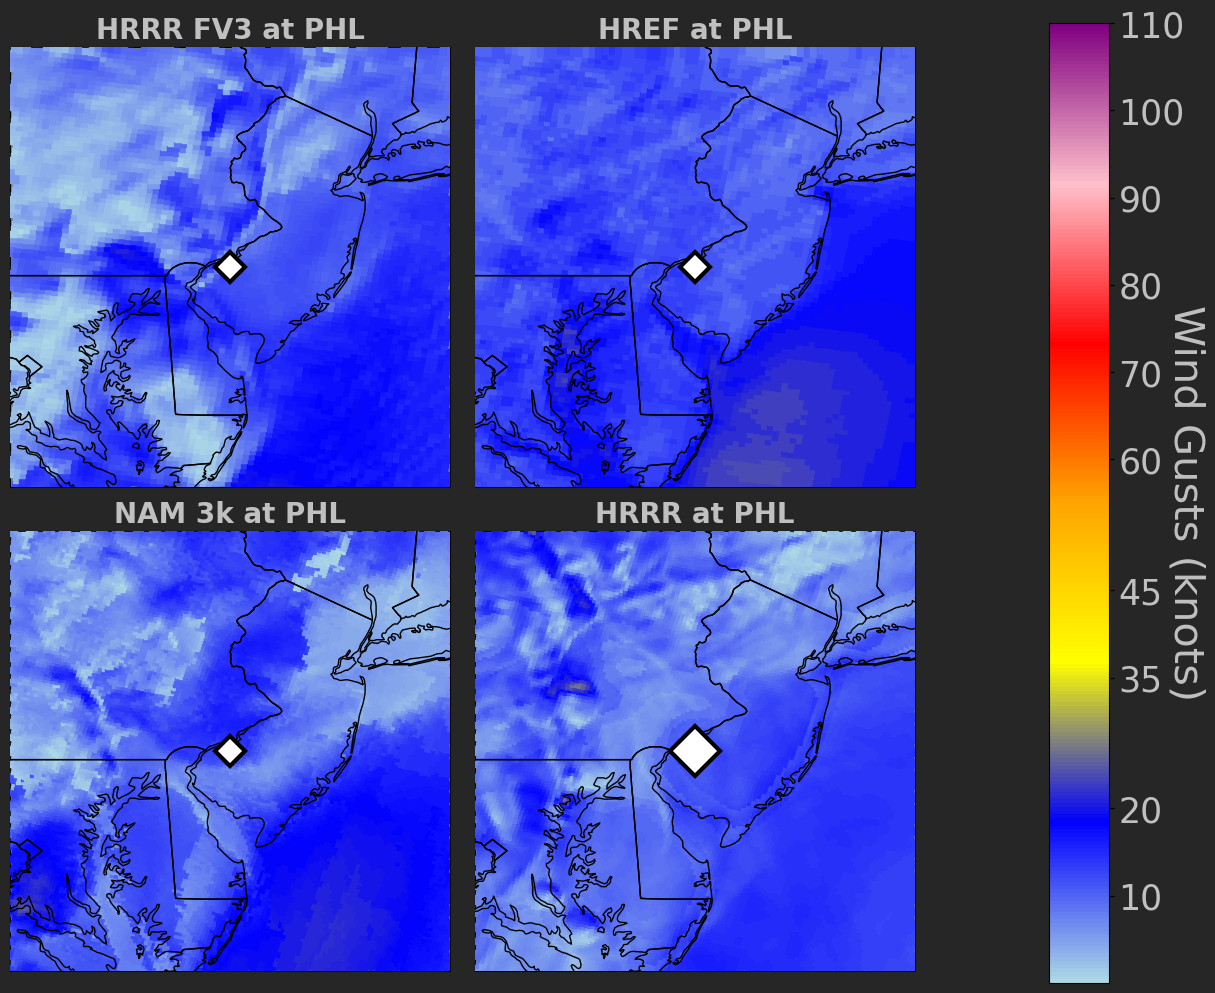 HRRR FV3 at PHL
HREF at PHL
NAM 3k at PHL
HRRR at PHL
110
100
90
80
70
60
45
35
20
10
Wind Gusts (knots)